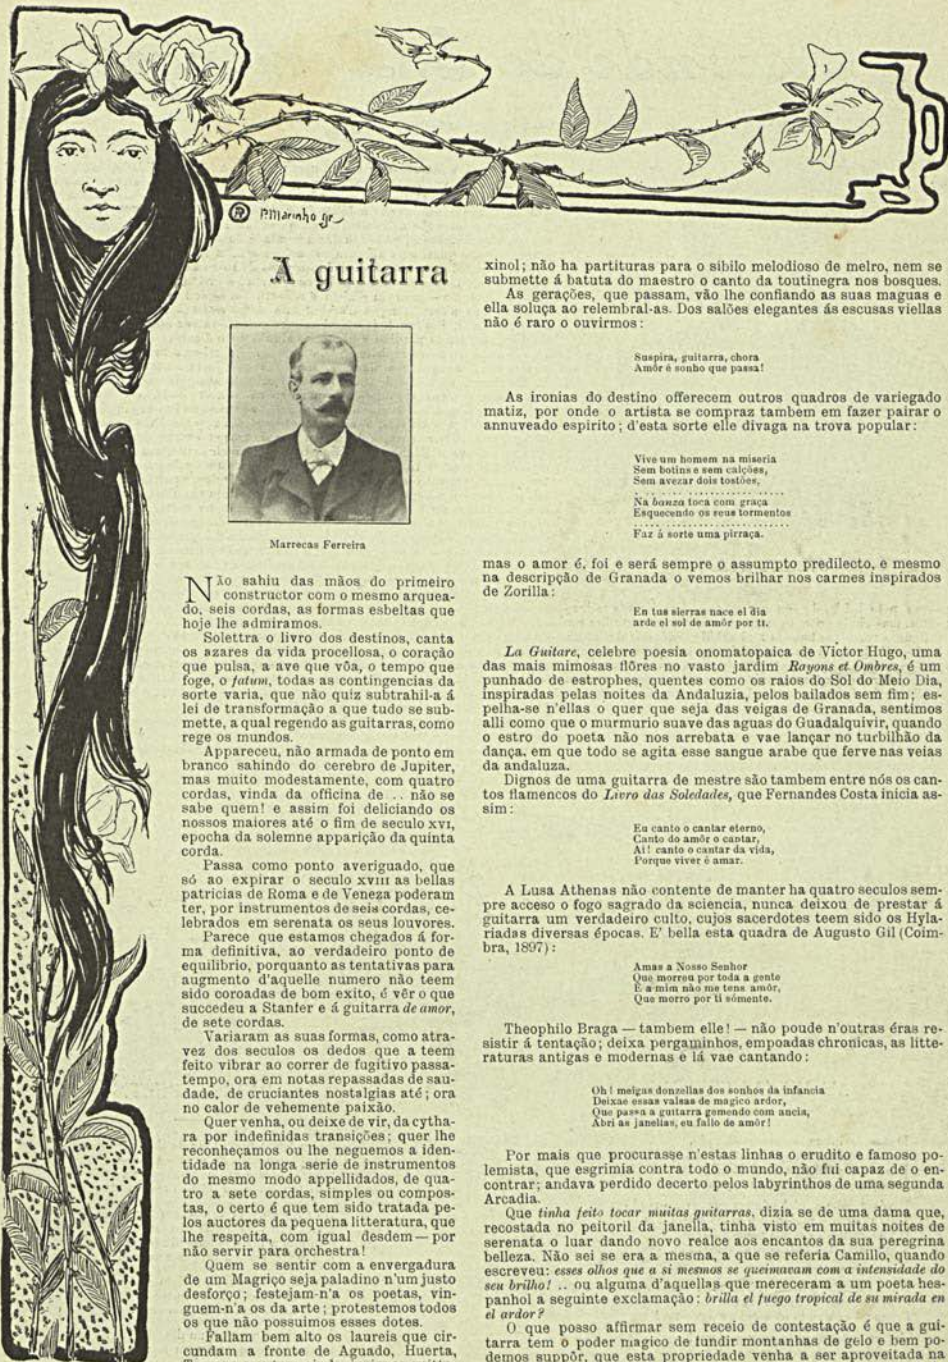 P. Marinho gr.
A guitarra
Marrecas Ferreira
Não sahiu das mãos do primeiro
constructor com o mesmo arquea-
do, seis cordas, as formas esbeltas que
hoje lhe admiramos.
Solettra o livro dos destinos, canta
os azares da vida procellosa, o coração
que pulsa, a ave que vôa, o tempo que
foge, o fatum, todas as contingencias da
sorte varia, que não quiz subtrahil-a á
lei de transformação a que tudo se sub-
mette, a qual regendo as guitarras, como
rege os mundos.
Appareceu, não armada de ponto em
branco sahindo do cerebro de Jupiter,
mas muito modestamente, com quatro
cordas, vinda da officina de .. não se
sabe quem! e assim foi deliciando os
nossos maiores até o fim de seculo XVI,
epocha da solemne apparição da quinta
corda.
Passa como ponto averiguado, que
só ao expirar o seculo XVIII as bellas
patricias de Roma e de Veneza poderam
ter, por instrumentos de seis cordas, ce-
lebrados em serenata os seus louvores.
Parece que estamos chegados á for-
ma definitiva, ao verdadeiro ponto de
equilibrio, porquanto as tentativas para
augmento d'aquelle numero não teem
sido coroadas de bom exito, é vêr o que
succedeu a Stanfer e á guitarra de amor,
de sete cordas.
Variaram as suas formas, como atra-
vez dos seculos os dedos que a teem
feito vibrar ao correr de fugitivo passa-
tempo, ora em notas repassadas de sau-
dade, de cruciantes nostalgias até; ora
no calor de vehemente paixão.
Quer venha, ou deixe de vir, da cytha-
ra por indefinidas transições; quer lhe
reconheçamos ou lhe neguemos a iden-
tidade na longa serie de instrumentos
do mesmo modo appellidados, de qua-
tro a sete cordas, simples ou compos-
tas, o certo é que tem sido tratada pe-
los auctores da pequena litteratura, que
lhe respeita, com igual desdem — por
não servir para orchestra!
Quem se sentir com a envergadura
de um Magriço seja paladino n'um justo
desforço; festejam-n'a os poetas, vin-
guem-n'a os da arte; protestemos todos
os que não possuimos esses dotes.
Fallam bem alto os laureis que cir-
cundam a fronte de Aguado, Huerta,
xinol; não ha partituras para o sibilo melodioso de melro, nem se
submette á batuta do maestro o canto da toutinegra nos bosques.
As gerações, que passam, vão lhe confiando as suas maguas e
ella soluça ao relembral-as. Dos salões elegantes ás escusas viellas
não é raro o ouvirmos:
Suspira, guitarra, chora
Amôr é sonho que passa!
As ironias do destino offerecem outros quadros de variegado
matiz, por onde o artista se compraz tambem em fazer pairar o
annuveado espirito; d'esta sorte elle divaga na trova popular:
Vive um homem na miseria
Sem botins e sem calções,
Sem avezar dois tostões,
. . . . . . . . . . . . . . . . . . . . . .
Na banza toca com graça
Esquecendo os seus tormentos
. . . . . . . . . . . . . . . . . . . . . .
Faz á sorte uma pirraça.
mas o amor é, foi e será sempre o assumpto predilecto, e mesmo
na descripção de Granada o vemos brilhar nos carmes inspirados
de Zorilla:
En tus sierras nace el dia
arde el sol de amôr por ti.
La Guitare, celebre poesia onomatopaica de Victor Hugo, uma
das mais mimosas flôres no vasto jardim Rayons et Ombres, é um
punhado de estrophes, quentes como os raios do Sol do Meio Dia,
inspiradas pelas noites da Andaluzia, pelos bailados sem fim; es-
pelha-se n'ellas o quer que seja das veigas de Granada, sentimos
alli como que o murmurio suave das aguas do Guadalquivir, quando
o estro do poeta não nos arrebata e vae lançar no turbilhão da
dança, em que todo se agita esse sangue arabe que ferve nas veias
da andaluza.
Dignos de uma guitarra de mestre são tambem entre nós os can-
tos flamencos do Livro das Soledades, que Fernandes Costa inicia as-
sim:
Eu canto o cantar eterno,
Canto do amôr o cantar,
Ai! canto o cantar da vida,
Porque viver é amar.
A Lusa Athenas não contente de manter ha quatro seculos sem-
pre acceso o fogo sagrado da sciencia, nunca deixou de prestar á
guitarra um verdadeiro culto, cujos sacerdotes teem sido os Hyla-
riadas diversas épocas. E' bella esta quadra de Augusto Gil (Coim-
bra, 1897):
Amas a Nosso Senhor
Que morreu por toda a gente
E a mim não me tens amôr,
Que morro por ti sómente.
Theophilo Braga — tambem elle! — não poude n'outras éras re-
sistir á tentação; deixa pergaminhos, empoadas chronicas, as litte-
raturas antigas e modernas e lá vae cantando:
Oh! meigas donzellas dos sonhos da infancia
Deixae essas valsas de magico ardor,
Que passa a guitarra gemendo com ancia,
Abri as janellas, eu fallo de amôr!
Por mais que procurasse n'estas linhas o erudito e famoso po-
lemista, que esgrimia contra todo o mundo, não fui capaz de o en-
contrar; andava perdido decerto pelos labyrinthos de uma segunda
Arcadia.
Que tinha feito tocar muitas guitarras, dizia se de uma dama que,
recostada no peitoril da janella, tinha visto em muitas noites de
serenata o luar dando novo realce aos encantos da sua peregrina
belleza. Não sei se era a mesma, a que se referia Camillo, quando
escreveu: esses olhos que a si mesmos se queimavam com a intensidade do
seu brilho! .. ou alguma d'aquellas que mereceram a um poeta hes-
panhol a seguinte exclamação: brilla el fuego tropical de su mirada en
el ardor?
O que posso affirmar sem receio de contestação é que a gui-
tarra tem o poder magico de fundir montanhas de gelo e bem po-
demos suppôr, que esta propriedade venha a ser aproveitada na